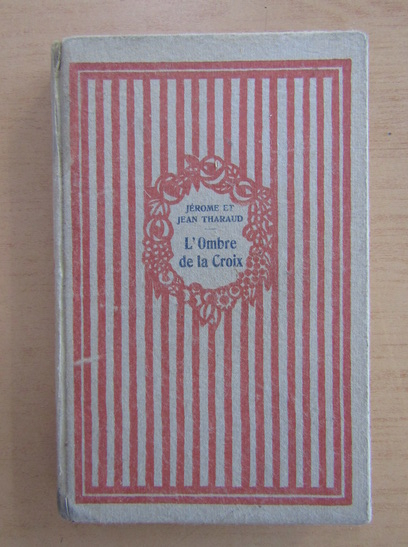 JÉROME ET
JEAN THARAUD
L'Ombre
de la Croix